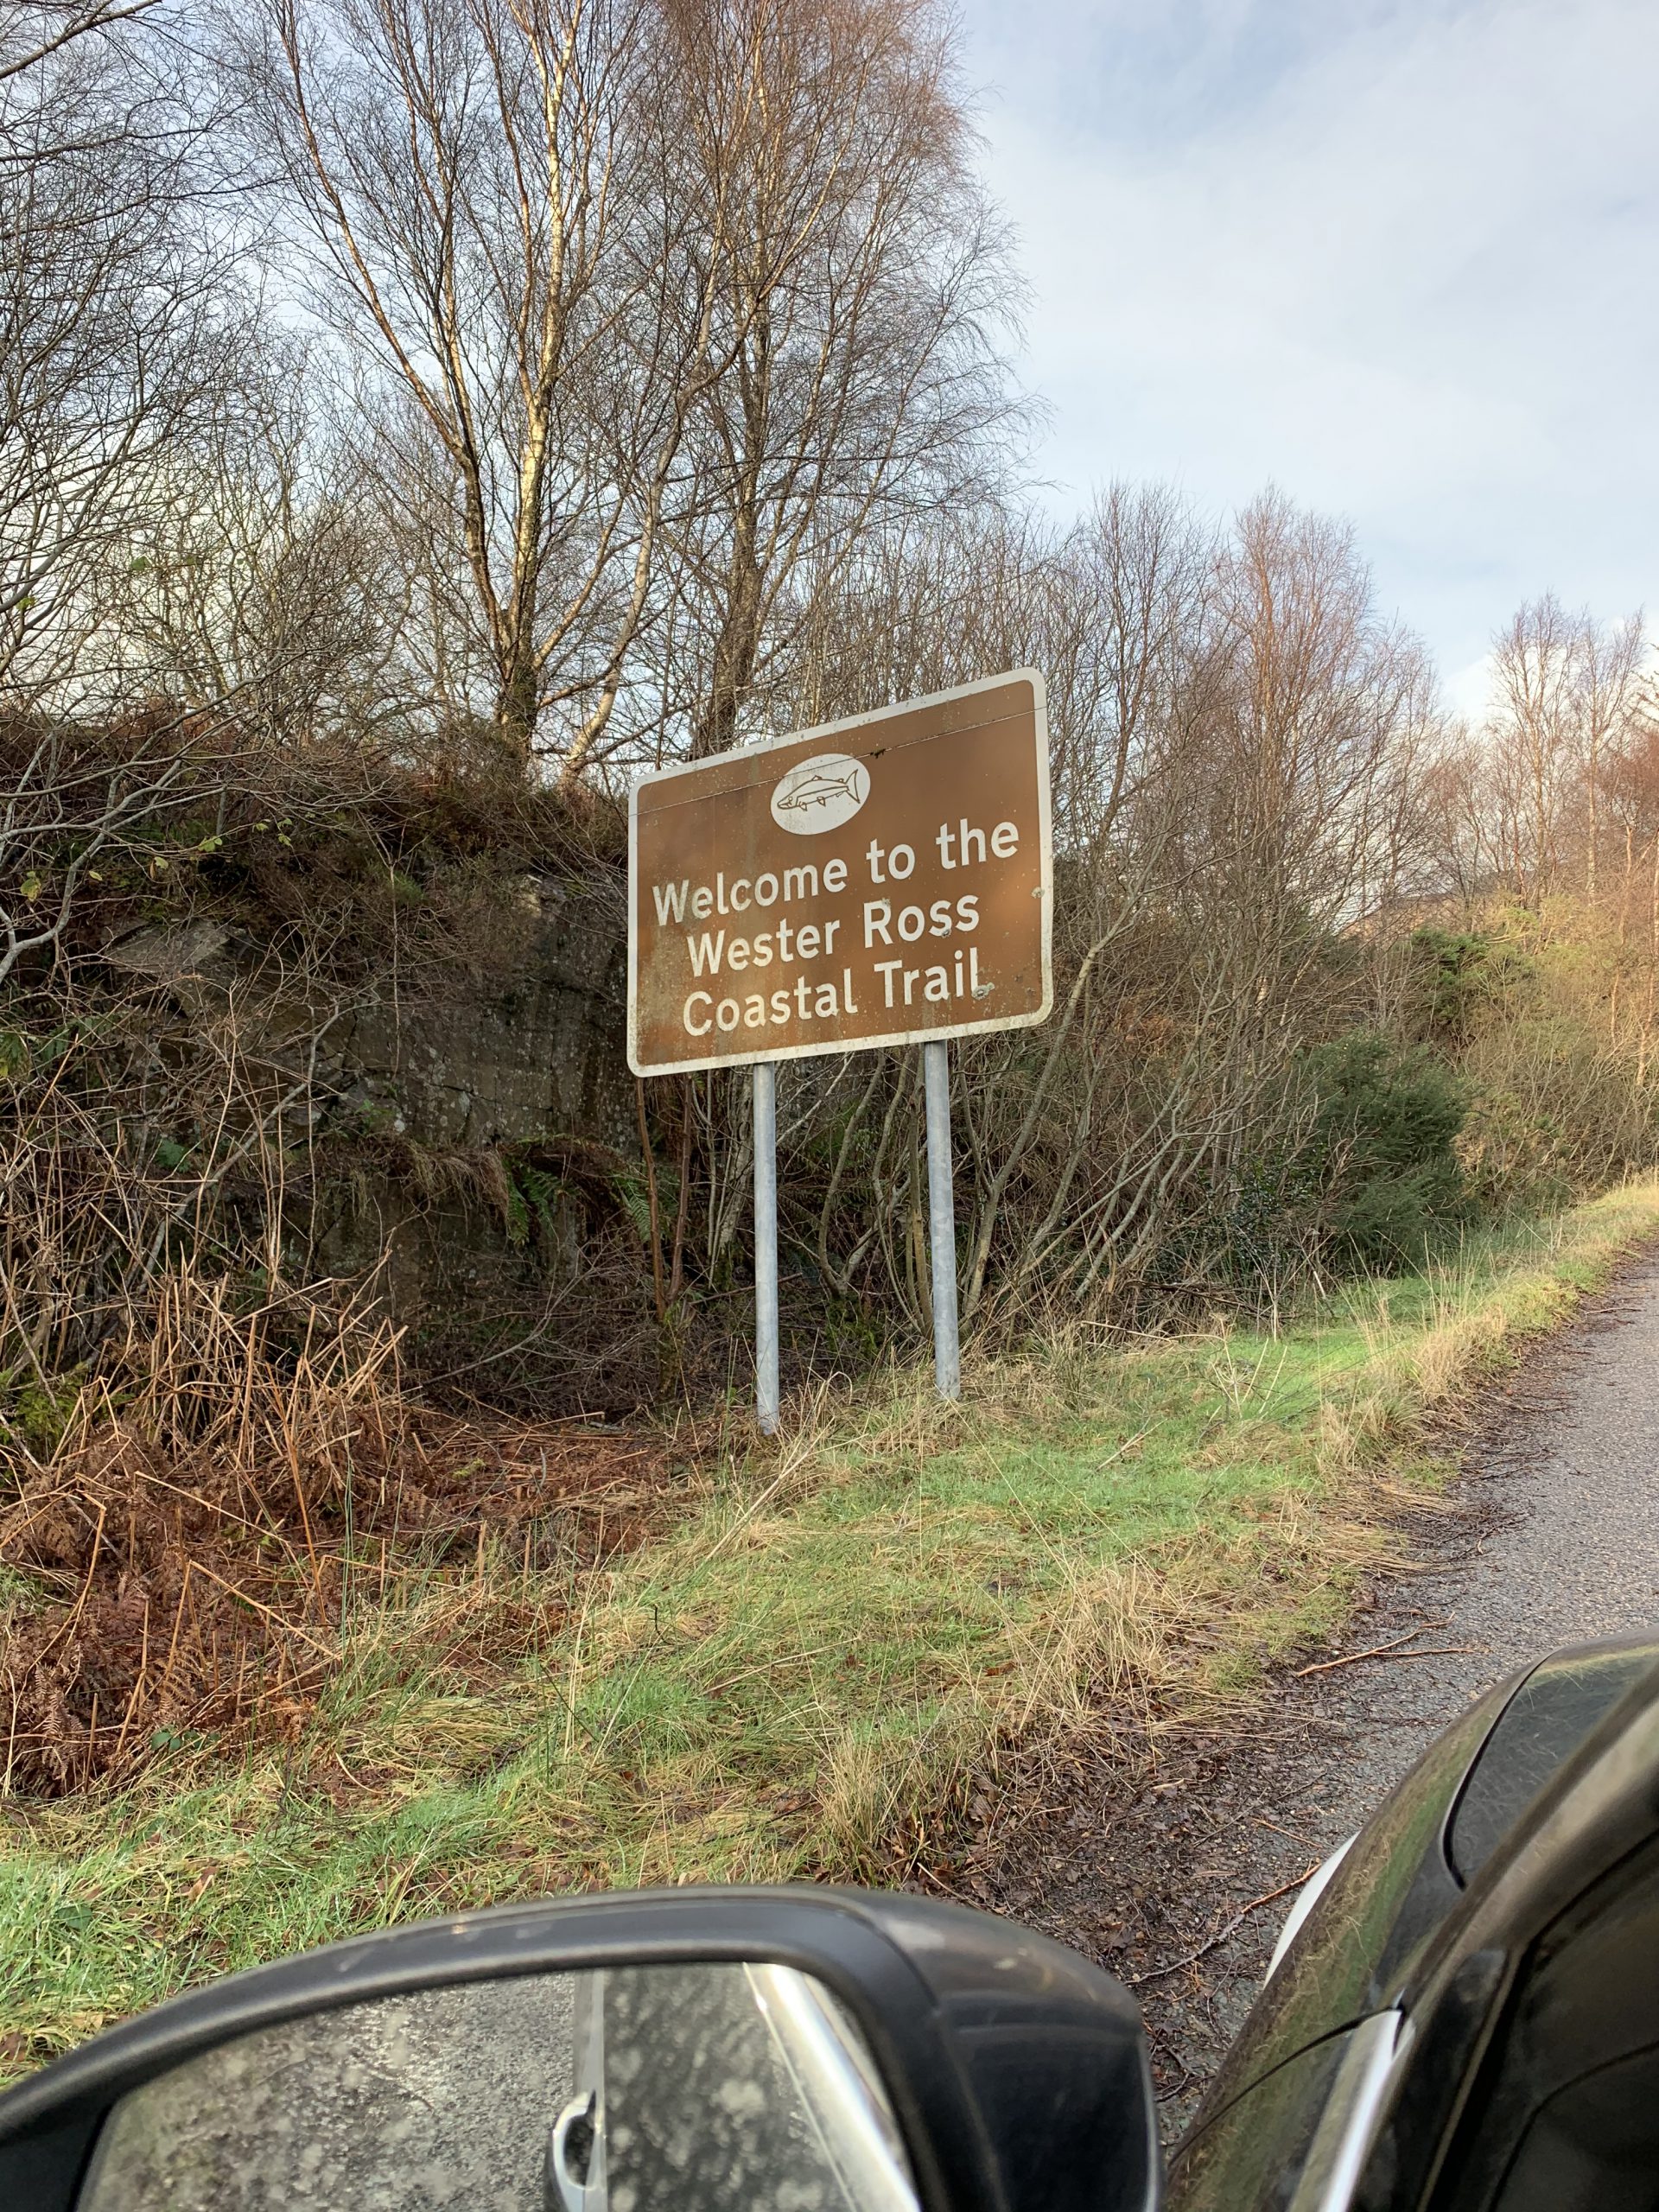 Welcome to the
Wester Ross
Coastal Trail